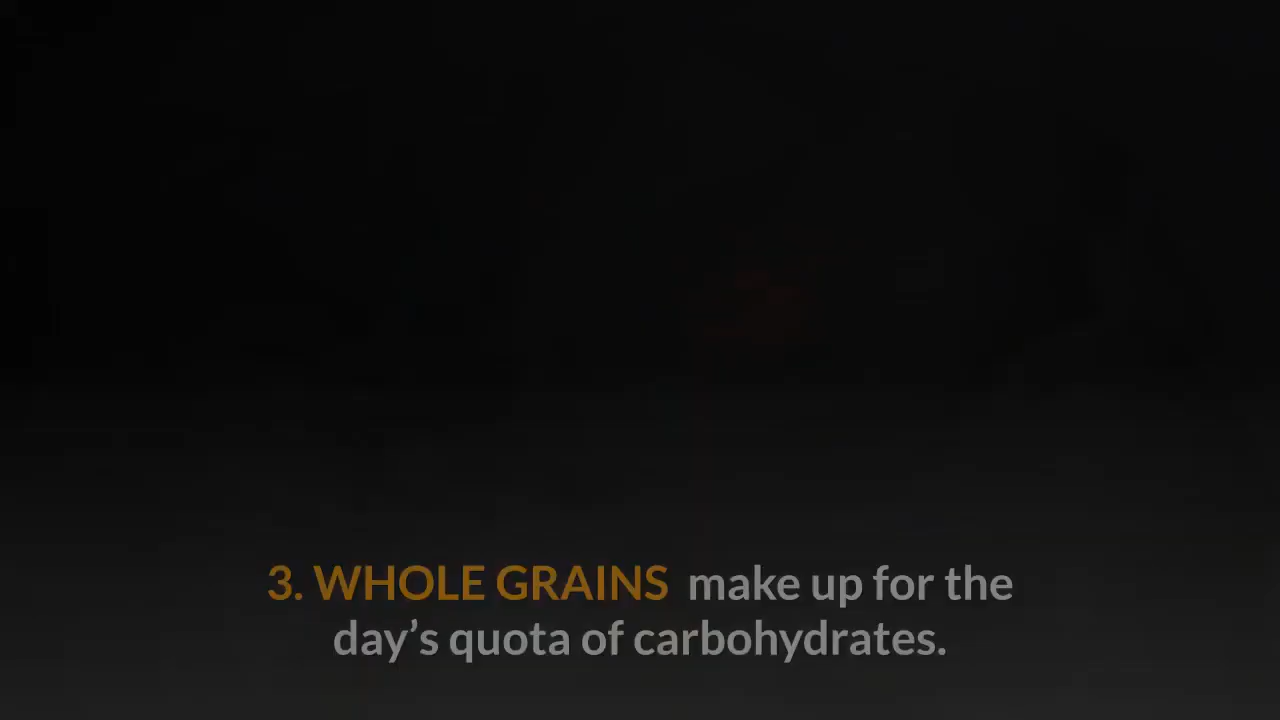 3. WHOLE GRAINS make up for the
day’s quota of carbohydrates.